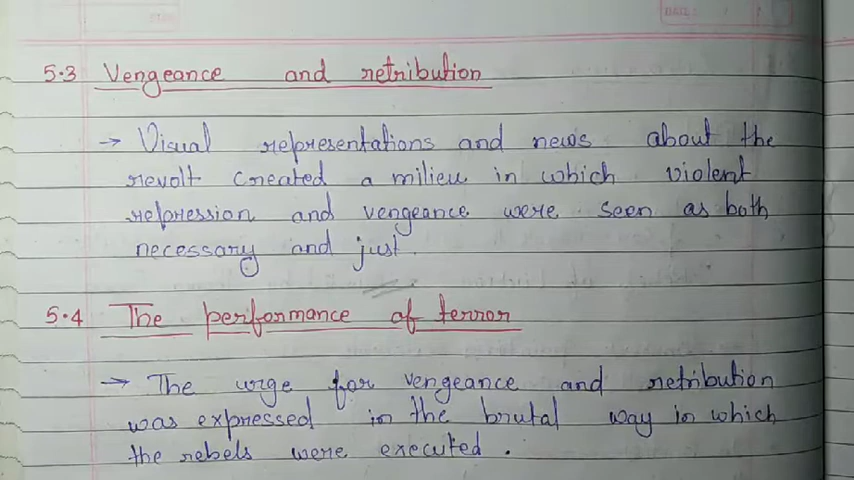 5.3 Vengeance and retribution
→ Visual representations and news about the
revolt created a milieu in which violent
repression and vengeance were seen as both
necessary and just.
5.4 The performance of terror
→ The urge for vengeance and retribution
was expressed in the brutal way in which
the rebels were executed.